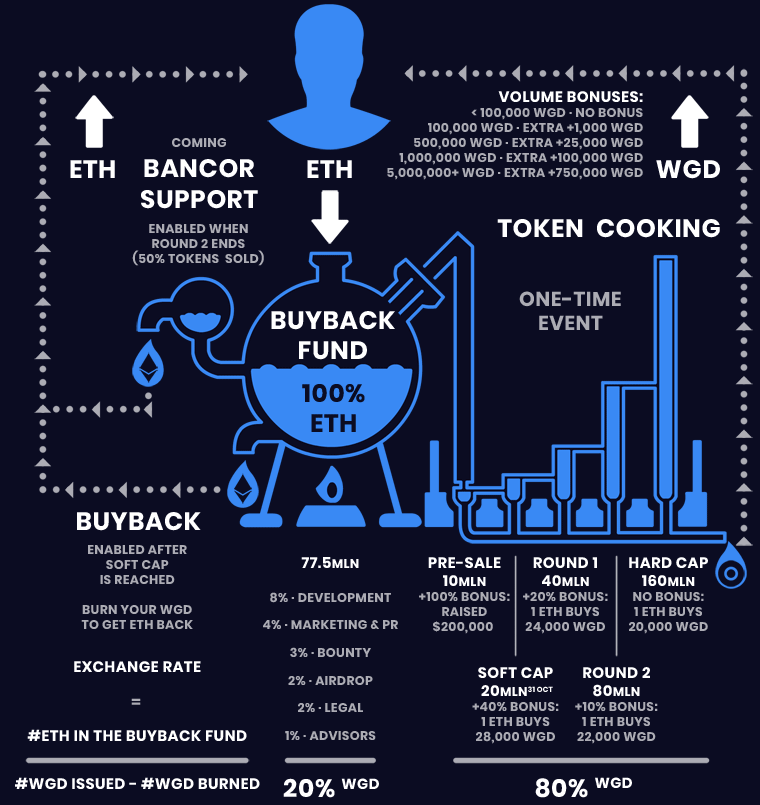 VOLUME BONUSES:
< 100,000 WGD · NO BONUS
100,000 WGD · EXTRA +1,000 WGD
500,000 WGD · EXTRA +25,000 WGD
1,000,000 WGD · EXTRA +100,000 WGD
5,000,000+ WGD · EXTRA +750,000 WGD
ETH
COMING
BANCOR
SUPPORT
ENABLED WHEN
ROUND 2 ENDS
(50% TOKENS SOLD)
ETH
WGD
TOKEN COOKING
ONE-TIME
EVENT
BUYBACK
FUND
100%
ETH
BUYBACK
ENABLED AFTER
SOFT CAP
IS REACHED
BURN YOUR WGD
TO GET ETH BACK
EXCHANGE RATE
=
#ETH IN THE BUYBACK FUND
#WGD ISSUED - #WGD BURNED
77.5MLN
8% · DEVELOPMENT
4% · MARKETING & PR
3% · BOUNTY
2% · AIRDROP
2% · LEGAL
1% · ADVISORS
20% WGD
PRE-SALE
10MLN
+100% BONUS:
RAISED
$200,000
ROUND 1
40MLN
+20% BONUS:
1 ETH BUYS
24,000 WGD
HARD CAP
160MLN
NO BONUS:
1 ETH BUYS
20,000 WGD
SOFT CAP
20MLN31 OCT
+40% BONUS:
1 ETH BUYS
28,000 WGD
ROUND 2
80MLN
+10% BONUS:
1 ETH BUYS
22,000 WGD
80% WGD